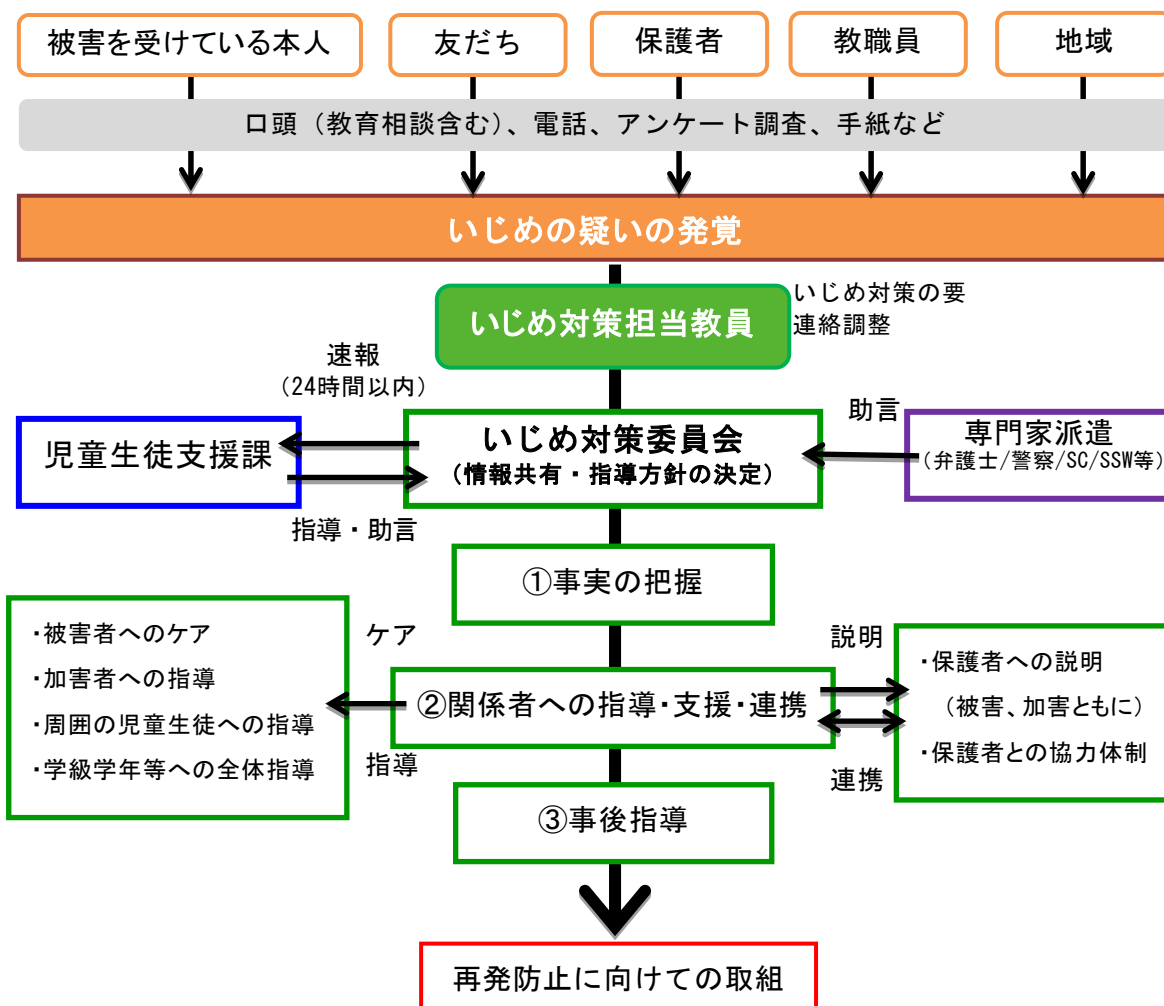 被害を受けている本人
友だち
保護者
教職員
地域
口頭（教育相談含む）、電話、アンケート調査、手紙など
いじめの疑いの発覚
いじめ対策担当教員
いじめ対策の要
連絡調整
速報
（24時間以内）
児童生徒支援課
いじめ対策委員会
（情報共有・指導方針の決定）
助言
専門家派遣
（弁護士/警察/SC/SSW等）
指導・助言
①事実の把握
・被害者へのケア
・加害者への指導
・周囲の児童生徒への指導
・学級学年等への全体指導
ケア
②関係者への指導・支援・連携
指導
説明
・保護者への説明
（被害、加害ともに）
・保護者との協力体制
連携
③事後指導
再発防止に向けての取組